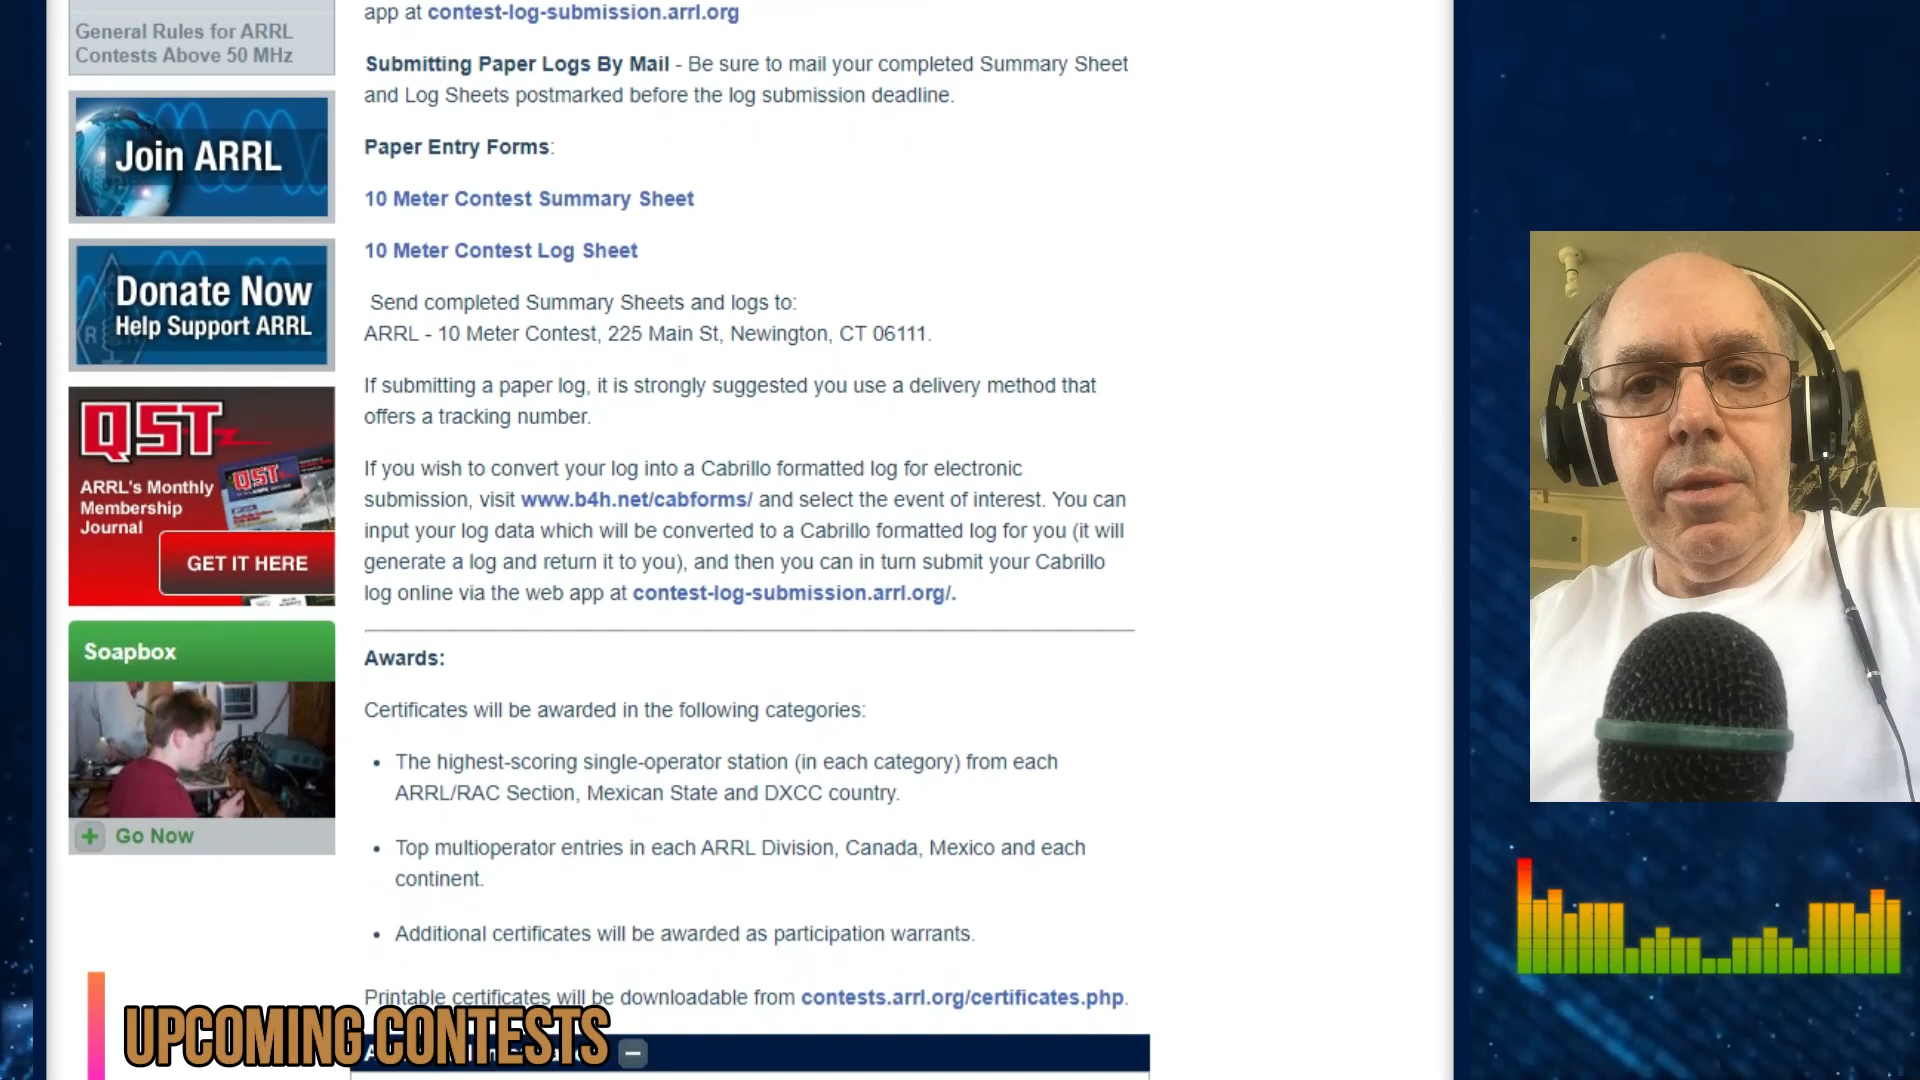 General Rules for ARRL
Contests Above 50 MHz
Join ARRL
Donate Now
Help Support ARRL
QST
ARRL's Monthly
Membership
Journal
QST
GET IT HERE
Soapbox
Go Now
app at contest-log-submission.arrl.org
Submitting Paper Logs By Mail - Be sure to mail your completed Summary Sheet
and Log Sheets postmarked before the log submission deadline.
Paper Entry Forms:
10 Meter Contest Summary Sheet
10 Meter Contest Log Sheet
Send completed Summary Sheets and logs to:
ARRL - 10 Meter Contest, 225 Main St, Newington, CT 06111.
If submitting a paper log, it is strongly suggested you use a delivery method that
offers a tracking number.
If you wish to convert your log into a Cabrillo formatted log for electronic
submission, visit www.b4h.net/cabforms/ and select the event of interest. You can
input your log data which will be converted to a Cabrillo formatted log for you (it will
generate a log and return it to you), and then you can in turn submit your Cabrillo
log online via the web app at contest-log-submission.arrl.org/.
Awards:
Certificates will be awarded in the following categories:
• The highest-scoring single-operator station (in each category) from each
ARRL/RAC Section, Mexican State and DXCC country.
• Top multioperator entries in each ARRL Division, Canada, Mexico and each
continent.
• Additional certificates will be awarded as participation warrants.
Printable certificates will be downloadable from contests.arrl.org/certificates.php.
UPCOMING CONTESTS